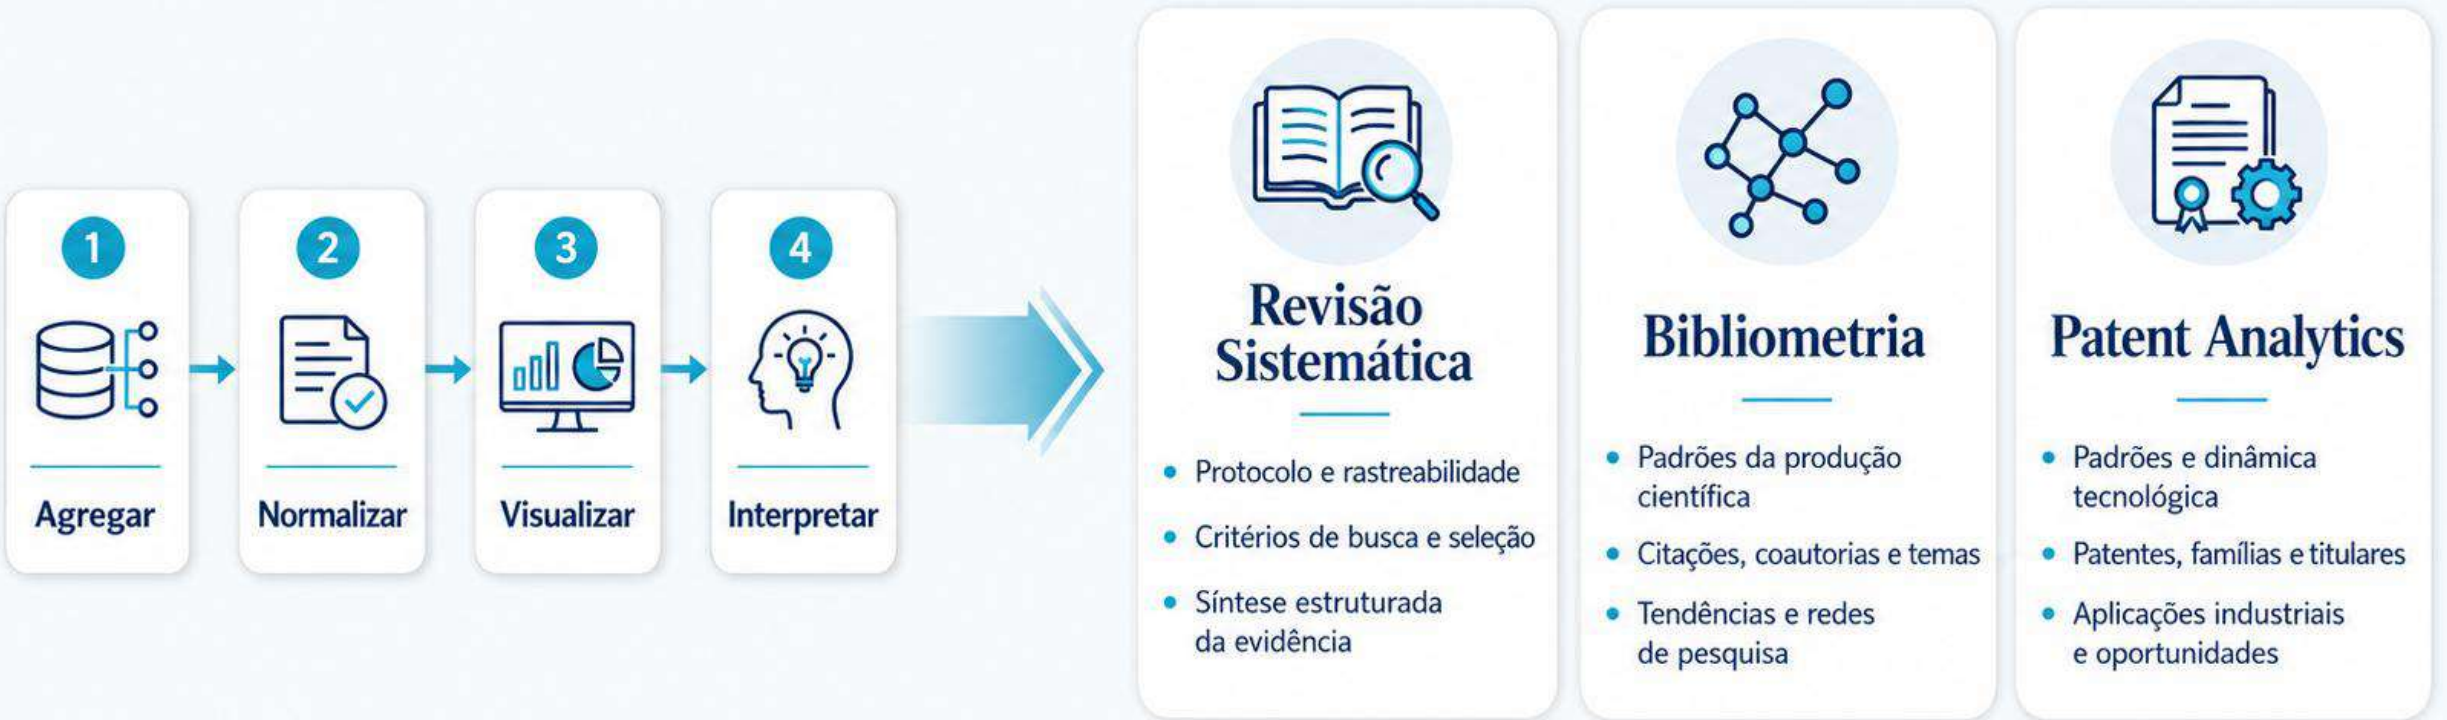 1
Agregar
2
Normalizar
3
Visualizar
4
Interpretar
Revisão
Sistemática
Protocolo e rastreabilidade
Critérios de busca e seleção
Síntese estruturada
da evidência
Bibliometria
Padrões da produção
científica
Citações, coautorias e temas
Tendências e redes
de pesquisa
Patent Analytics
Padrões e dinâmica
tecnológica
Patentes, famílias e titulares
Aplicações industriais
e oportunidades